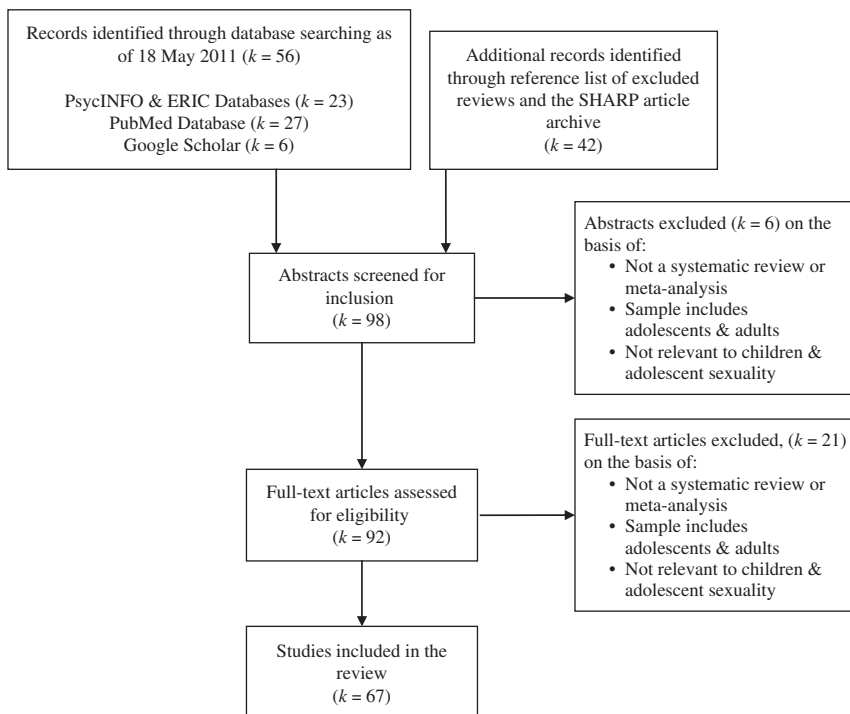 Records identified through database searching as
of 18 May 2011 (k = 56)
PsycINFO & ERIC Databases (k = 23)
PubMed Database (k = 27)
Google Scholar (k = 6)
Additional records identified
through reference list of excluded
reviews and the SHARP article
archive
(k = 42)
Abstracts screened for
inclusion
(k = 98)
Abstracts excluded (k = 6) on the
basis of:
• Not a systematic review or
meta-analysis
• Sample includes
adolescents & adults
• Not relevant to children &
adolescent sexuality
Full-text articles assessed
for eligibility
(k = 92)
Full-text articles excluded, (k = 21)
on the basis of:
• Not a systematic review or
meta-analysis
• Sample includes
adolescents & adults
• Not relevant to children &
adolescent sexuality
Studies included in the
review
(k = 67)